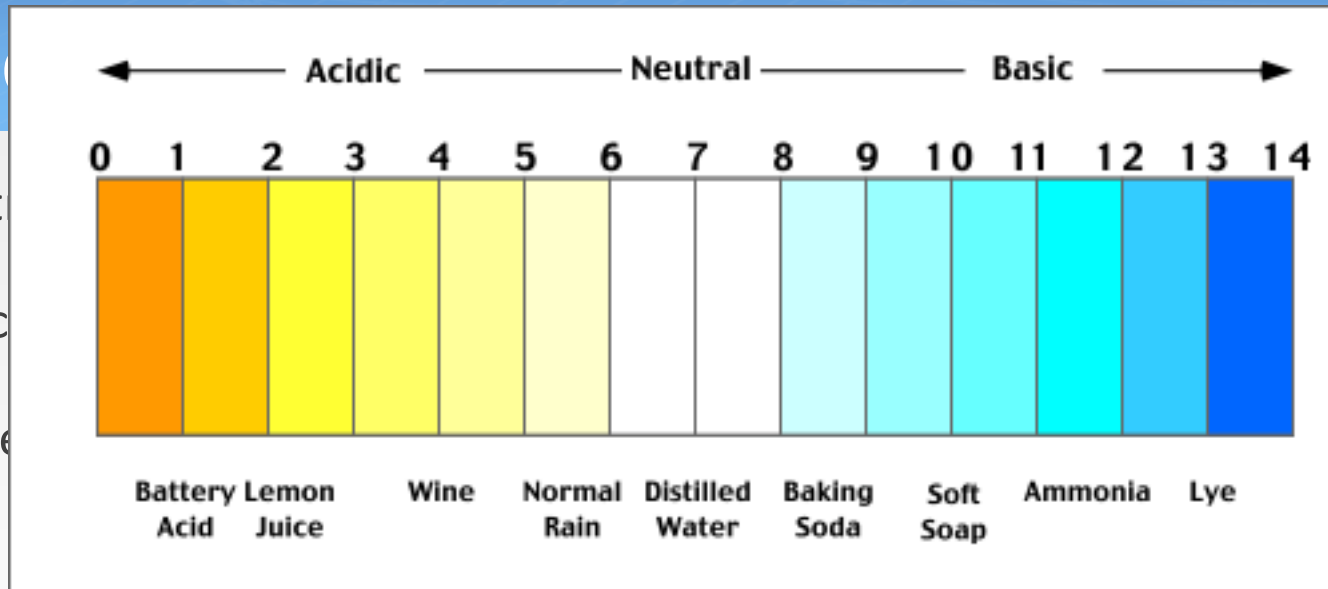 Acidic Neutral Basic
0 1 2 3 4 5 6 7 8 9 10 11 12 13 14
Battery Lemon Wine Normal Distilled Baking Soft Ammonia Lye
Acid Juice Rain Water Soda Soap